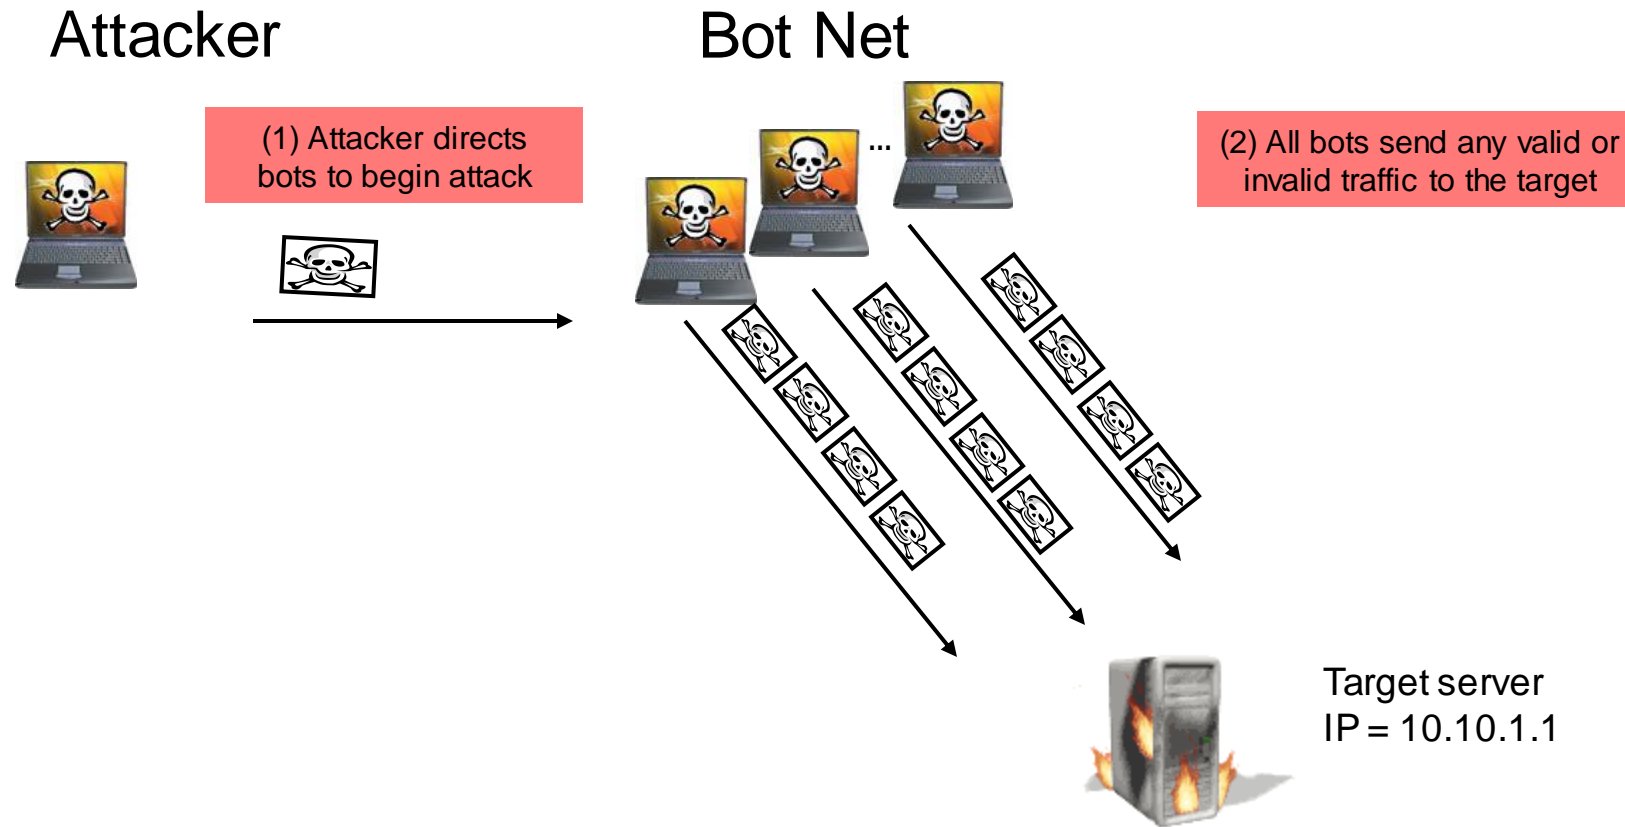 Attacker
Bot Net
(1) Attacker directs
bots to begin attack
...
(2) All bots send any valid or
invalid traffic to the target
Target server
IP = 10.10.1.1